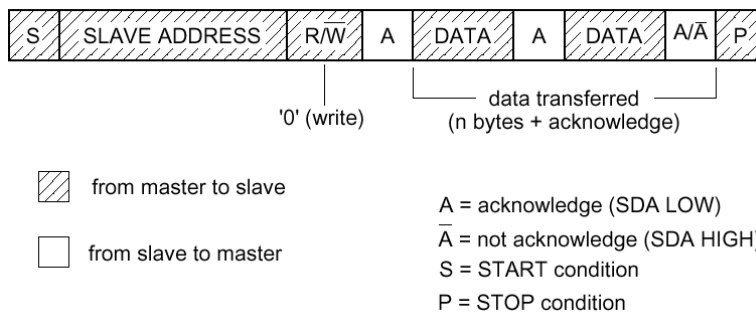 S SLAVE ADDRESS R/W̅ A DATA A DATA A/A̅ P
'0' (write)
data transferred
(n bytes + acknowledge)
from master to slave
from slave to master
A = acknowledge (SDA LOW)
A̅ = not acknowledge (SDA HIGH)
S = START condition
P = STOP condition